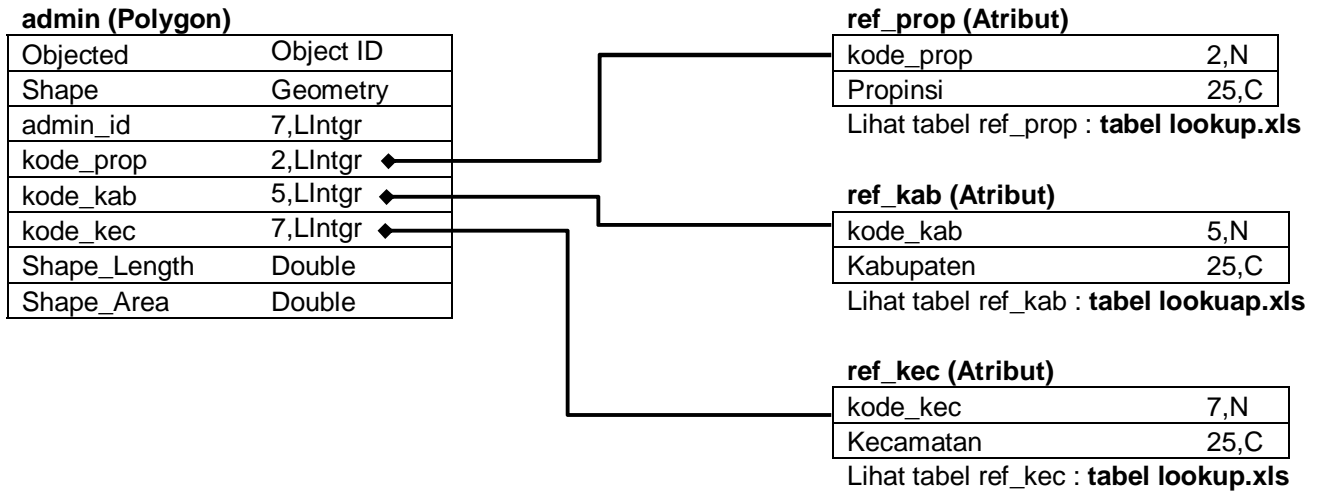 admin (Polygon)
Objected Object ID
Shape Geometry
admin_id 7,LIntgr
kode_prop 2,LIntgr
kode_kab 5,LIntgr
kode_kec 7,LIntgr
Shape_Length Double
Shape_Area Double
ref_prop (Atribut)
kode_prop 2,N
Propinsi 25,C
Lihat tabel ref_prop : tabel lookup.xls
ref_kab (Atribut)
kode_kab 5,N
Kabupaten 25,C
Lihat tabel ref_kab : tabel lookuap.xls
ref_kec (Atribut)
kode_kec 7,N
Kecamatan 25,C
Lihat tabel ref_kec : tabel lookup.xls